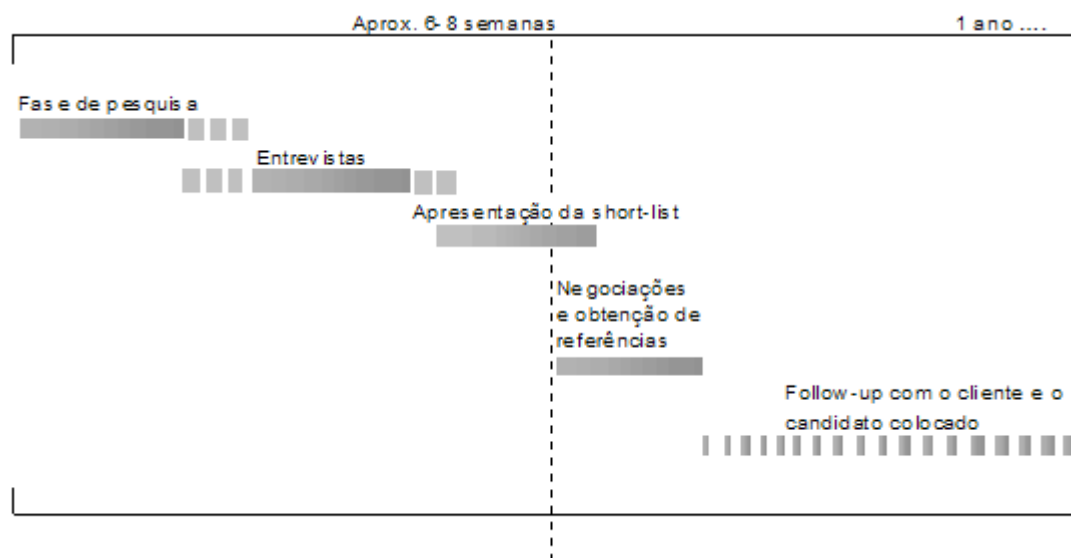 Aprox. 6-8 semanas
1 ano ....
Fase de pesquisa
Entrevistas
Apresentação da short-list
Negociações
e obtenção de
referências
Follow-up com o cliente e o
candidato colocado